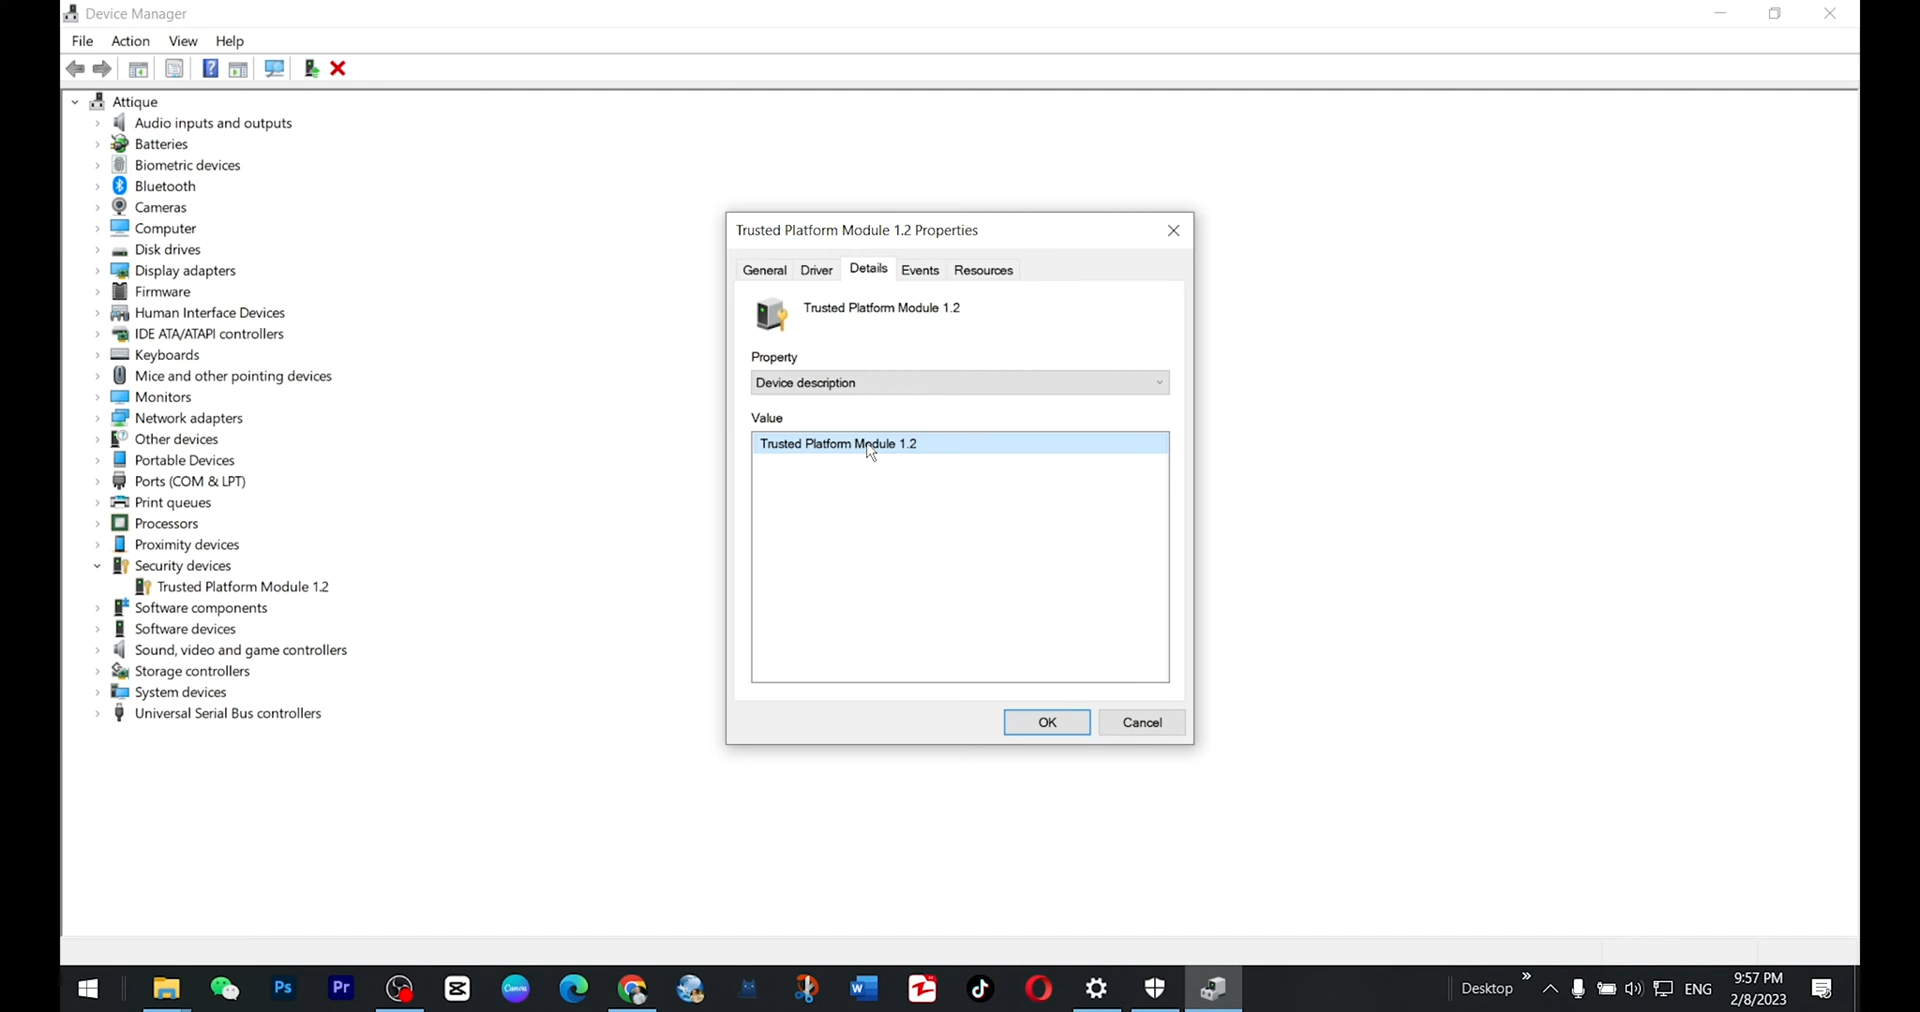 Device Manager
File Action View Help
Attique
Audio inputs and outputs
Batteries
Biometric devices
Bluetooth
Cameras
Computer
Disk drives
Display adapters
Firmware
Human Interface Devices
IDE ATA/ATAPI controllers
Keyboards
Mice and other pointing devices
Monitors
Network adapters
Other devices
Portable Devices
Ports (COM & LPT)
Print queues
Processors
Proximity devices
Security devices
Trusted Platform Module 1.2
Software components
Software devices
Sound, video and game controllers
Storage controllers
System devices
Universal Serial Bus controllers
Trusted Platform Module 1.2 Properties
General Driver Details Events Resources
Trusted Platform Module 1.2
Property
Device description
Value
Trusted Platform Module 1.2
OK Cancel
Ps Pr Canva W
Desktop » ENG 9:57 PM
2/8/2023